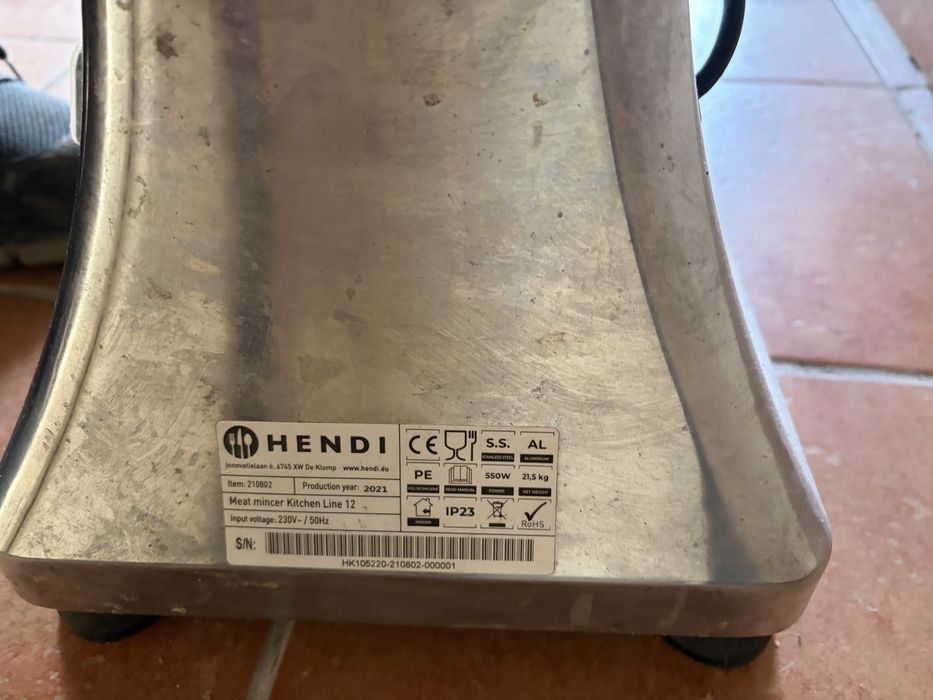 HENDI
Innovatielaan 6, 6745 XW De Klomp www.hendi.eu
Item: 210802 Production year: 2021
Meat mincer Kitchen Line 12
Input voltage: 230V~ / 50Hz
CE S.S. AL
STAINLESS STEEL ALUMINIUM
PE 550W 21,5 kg
POLYETHYLENE READ MANUAL POWER NET WEIGHT
IP23
INDOOR RoHS
S/N:
HK105220-210802-000001